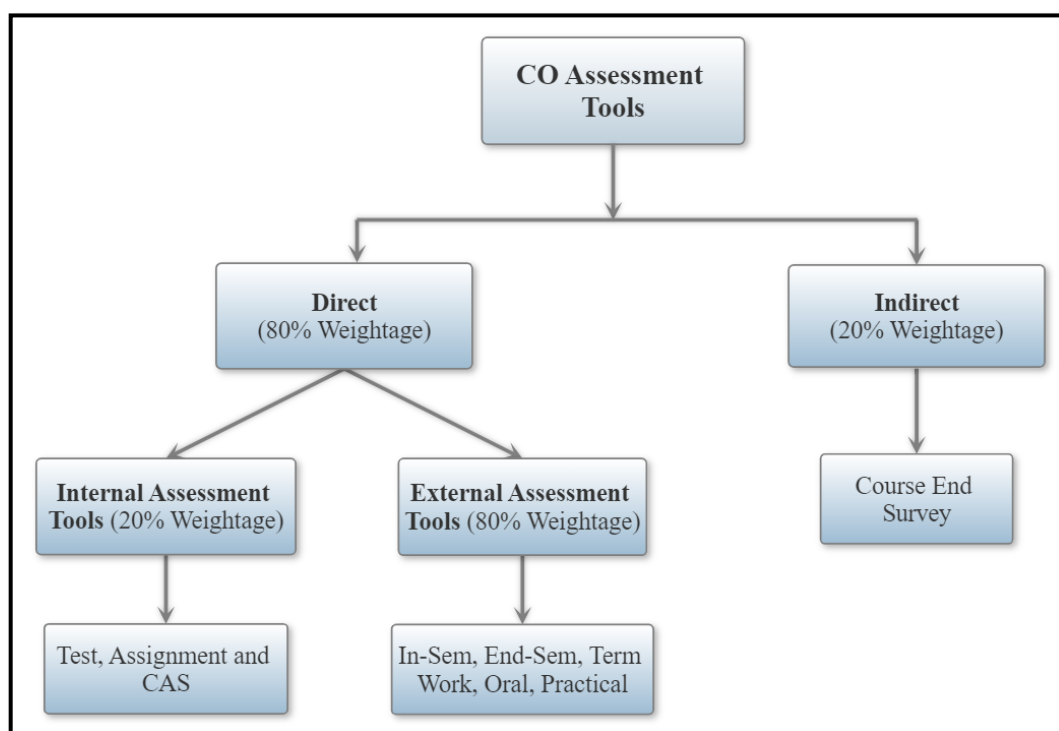 CO Assessment
Tools
Direct
(80% Weightage)
Indirect
(20% Weightage)
Internal Assessment
Tools (20% Weightage)
External Assessment
Tools (80% Weightage)
Course End
Survey
Test, Assignment and
CAS
In-Sem, End-Sem, Term
Work, Oral, Practical